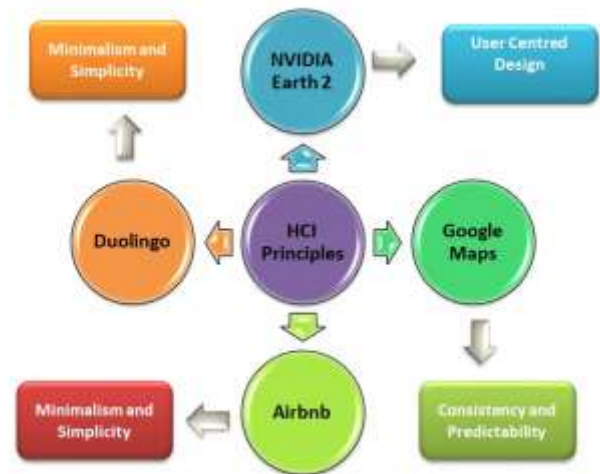 Minimalism and
Simplicity
NVIDIA
Earth 2
User Centred
Design
Duolingo
HCI
Principles
Google
Maps
Minimalism and
Simplicity
Airbnb
Consistency and
Predictability